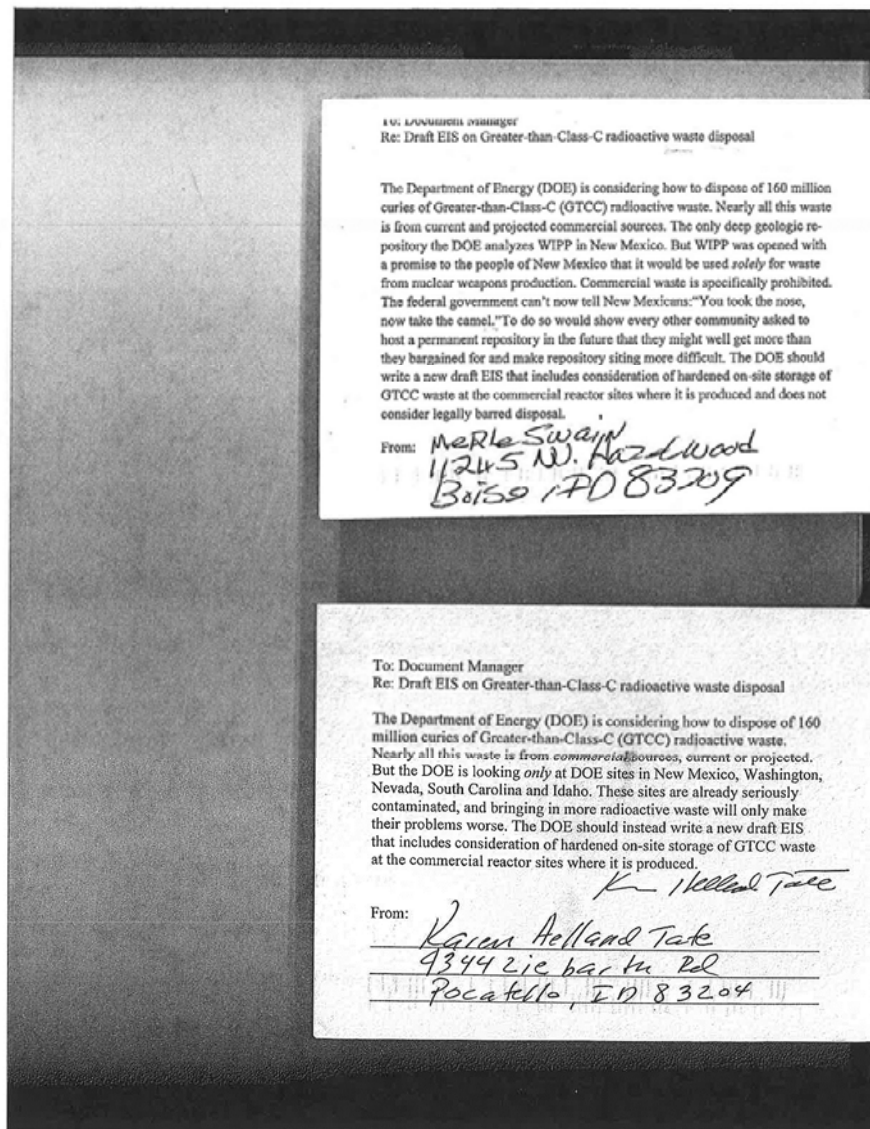 To: Document Manager
Re: Draft EIS on Greater-than-Class-C radioactive waste disposal
The Department of Energy (DOE) is considering how to dispose of 160 million
curies of Greater-than-Class-C (GTCC) radioactive waste. Nearly all this waste
is from current and projected commercial sources. The only deep geologic re-
pository the DOE analyzes WIPP in New Mexico. But WIPP was opened with
a promise to the people of New Mexico that it would be used solely for waste
from nuclear weapons production. Commercial waste is specifically prohibited.
The federal government can't now tell New Mexicans:"You took the nose,
now take the camel."To do so would show every other community asked to
host a permanent repository in the future that they might well get more than
they bargained for and make repository siting more difficult. The DOE should
write a new draft EIS that includes consideration of hardened on-site storage of
GTCC waste at the commercial reactor sites where it is produced and does not
consider legally barred disposal.
From: Merle Swain
11245 W. Hazelwood
Boise, ID 83209
To: Document Manager
Re: Draft EIS on Greater-than-Class-C radioactive waste disposal
The Department of Energy (DOE) is considering how to dispose of 160
million curies of Greater-than-Class-C (GTCC) radioactive waste.
Nearly all this waste is from commercial sources, current or projected.
But the DOE is looking only at DOE sites in New Mexico, Washington,
Nevada, South Carolina and Idaho. These sites are already seriously
contaminated, and bringing in more radioactive waste will only make
their problems worse. The DOE should instead write a new draft EIS
that includes consideration of hardened on-site storage of GTCC waste
at the commercial reactor sites where it is produced.
K Helland Tate
From:
Karen Helland Tate
9344 Ziebarth Rd
Pocatello, ID 83204